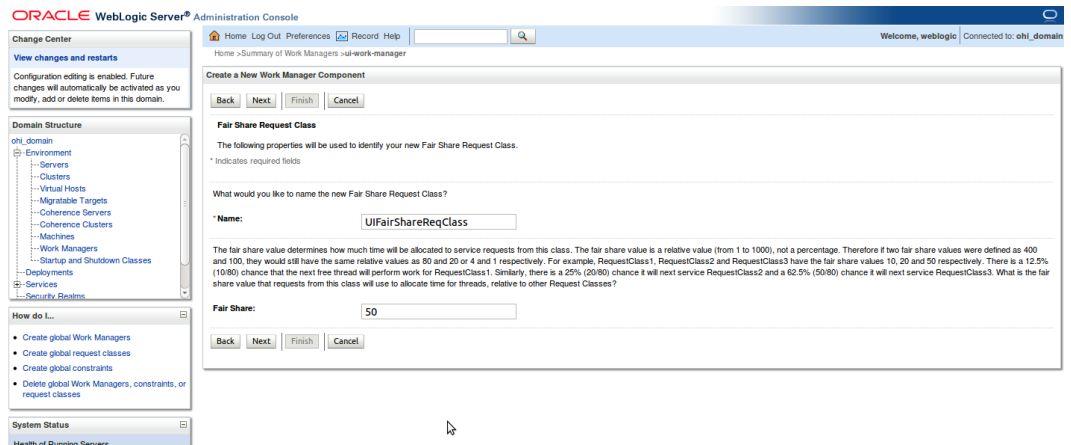 ORACLE WebLogic Server® Administration Console
Change Center
View changes and restarts
Configuration editing is enabled. Future
changes will automatically be activated as you
modify, add or delete items in this domain.
Domain Structure
ohi_domain
Environment
Servers
Clusters
Virtual Hosts
Migratable Targets
Coherence Servers
Coherence Clusters
Machines
Work Managers
Startup and Shutdown Classes
Deployments
Services
Security Realms
How do I...
Create global Work Managers
Create global request classes
Create global constraints
Delete global Work Managers, constraints, or
request classes
System Status
Health of Running Servers
Home Log Out Preferences Record Help
Welcome, weblogic Connected to: ohi_domain
Home >Summary of Work Managers >ui-work-manager
Create a New Work Manager Component
Back Next Finish Cancel
Fair Share Request Class
The following properties will be used to identify your new Fair Share Request Class.
* Indicates required fields
What would you like to name the new Fair Share Request Class?
* Name: UIFairShareReqClass
The fair share value determines how much time will be allocated to service requests from this class. The fair share value is a relative value (from 1 to 1000), not a percentage. Therefore if two fair share values were defined as 400
and 100, they would still have the same relative values as 80 and 20 or 4 and 1 respectively. For example, RequestClass1, RequestClass2 and RequestClass3 have the fair share values 10, 20 and 50 respectively. There is a 12.5%
(10/80) chance that the next free thread will perform work for RequestClass1. Similarly, there is a 25% (20/80) chance it will next service RequestClass2 and a 62.5% (50/80) chance it will next service RequestClass3. What is the fair
share value that requests from this class will use to allocate time for threads, relative to other Request Classes?
Fair Share: 50
Back Next Finish Cancel